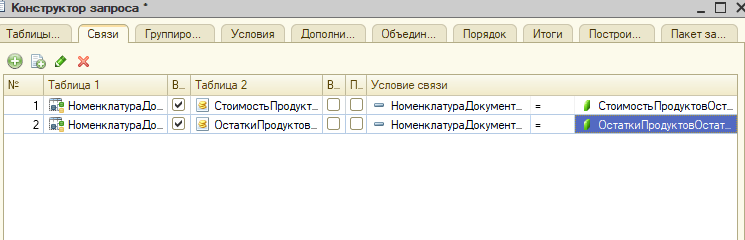 Конструктор запроса *
Таблицы... Связи Группиро... Условия Дополни... Объедин... Порядок Итоги Построи... Пакет за...
№ Таблица 1 В... Таблица 2 В... П... Условие связи
1 НоменклатураДо... СтоимостьПродукт... НоменклатураДокумент... = СтоимостьПродуктовОст...
2 НоменклатураДо... ОстаткиПродуктов... НоменклатураДокумент... = ОстаткиПродуктовОстат...